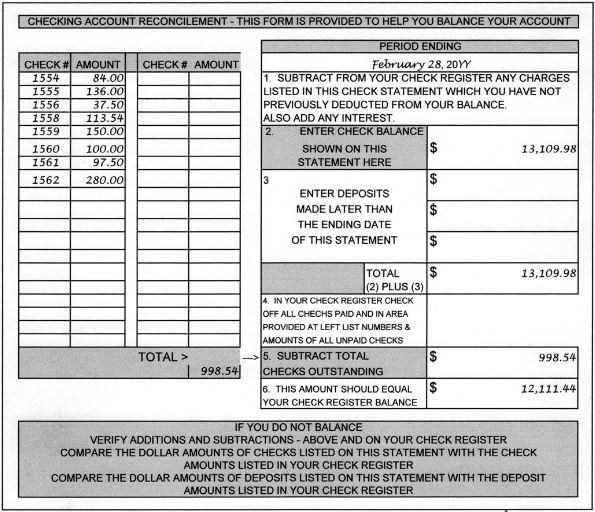 CHECKING ACCOUNT RECONCILEMENT - THIS FORM IS PROVIDED TO HELP YOU BALANCE YOUR ACCOUNT
CHECK # AMOUNT CHECK # AMOUNT
1554 84.00
1555 136.00
1556 37.50
1558 113.54
1559 150.00
1560 100.00
1561 97.50
1562 280.00
TOTAL >
998.54
PERIOD ENDING
February 28, 20YY
1. SUBTRACT FROM YOUR CHECK REGISTER ANY CHARGES
LISTED IN THIS CHECK STATEMENT WHICH YOU HAVE NOT
PREVIOUSLY DEDUCTED FROM YOUR BALANCE.
ALSO ADD ANY INTEREST.
2. ENTER CHECK BALANCE
SHOWN ON THIS
STATEMENT HERE
$ 13,109.98
3
ENTER DEPOSITS
MADE LATER THAN
THE ENDING DATE
OF THIS STATEMENT
$
$
$
TOTAL
(2) PLUS (3)
$ 13,109.98
4. IN YOUR CHECK REGISTER CHECK
OFF ALL CHECHS PAID AND IN AREA
PROVIDED AT LEFT LIST NUMBERS &
AMOUNTS OF ALL UNPAID CHECKS
---> 5. SUBTRACT TOTAL
CHECKS OUTSTANDING
$ 998.54
6. THIS AMOUNT SHOULD EQUAL
YOUR CHECK REGISTER BALANCE
$ 12,111.44
IF YOU DO NOT BALANCE
VERIFY ADDITIONS AND SUBTRACTIONS - ABOVE AND ON YOUR CHECK REGISTER
COMPARE THE DOLLAR AMOUNTS OF CHECKS LISTED ON THIS STATEMENT WITH THE CHECK
AMOUNTS LISTED IN YOUR CHECK REGISTER
COMPARE THE DOLLAR AMOUNTS OF DEPOSITS LISTED ON THIS STATEMENT WITH THE DEPOSIT
AMOUNTS LISTED IN YOUR CHECK REGISTER